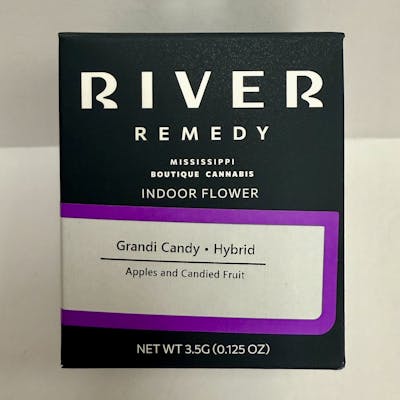 RIVER
REMEDY
MISSISSIPPI
BOUTIQUE CANNABIS
INDOOR FLOWER
Grandi Candy • Hybrid
Apples and Candied Fruit
NET WT 3.5G (0.125 OZ)